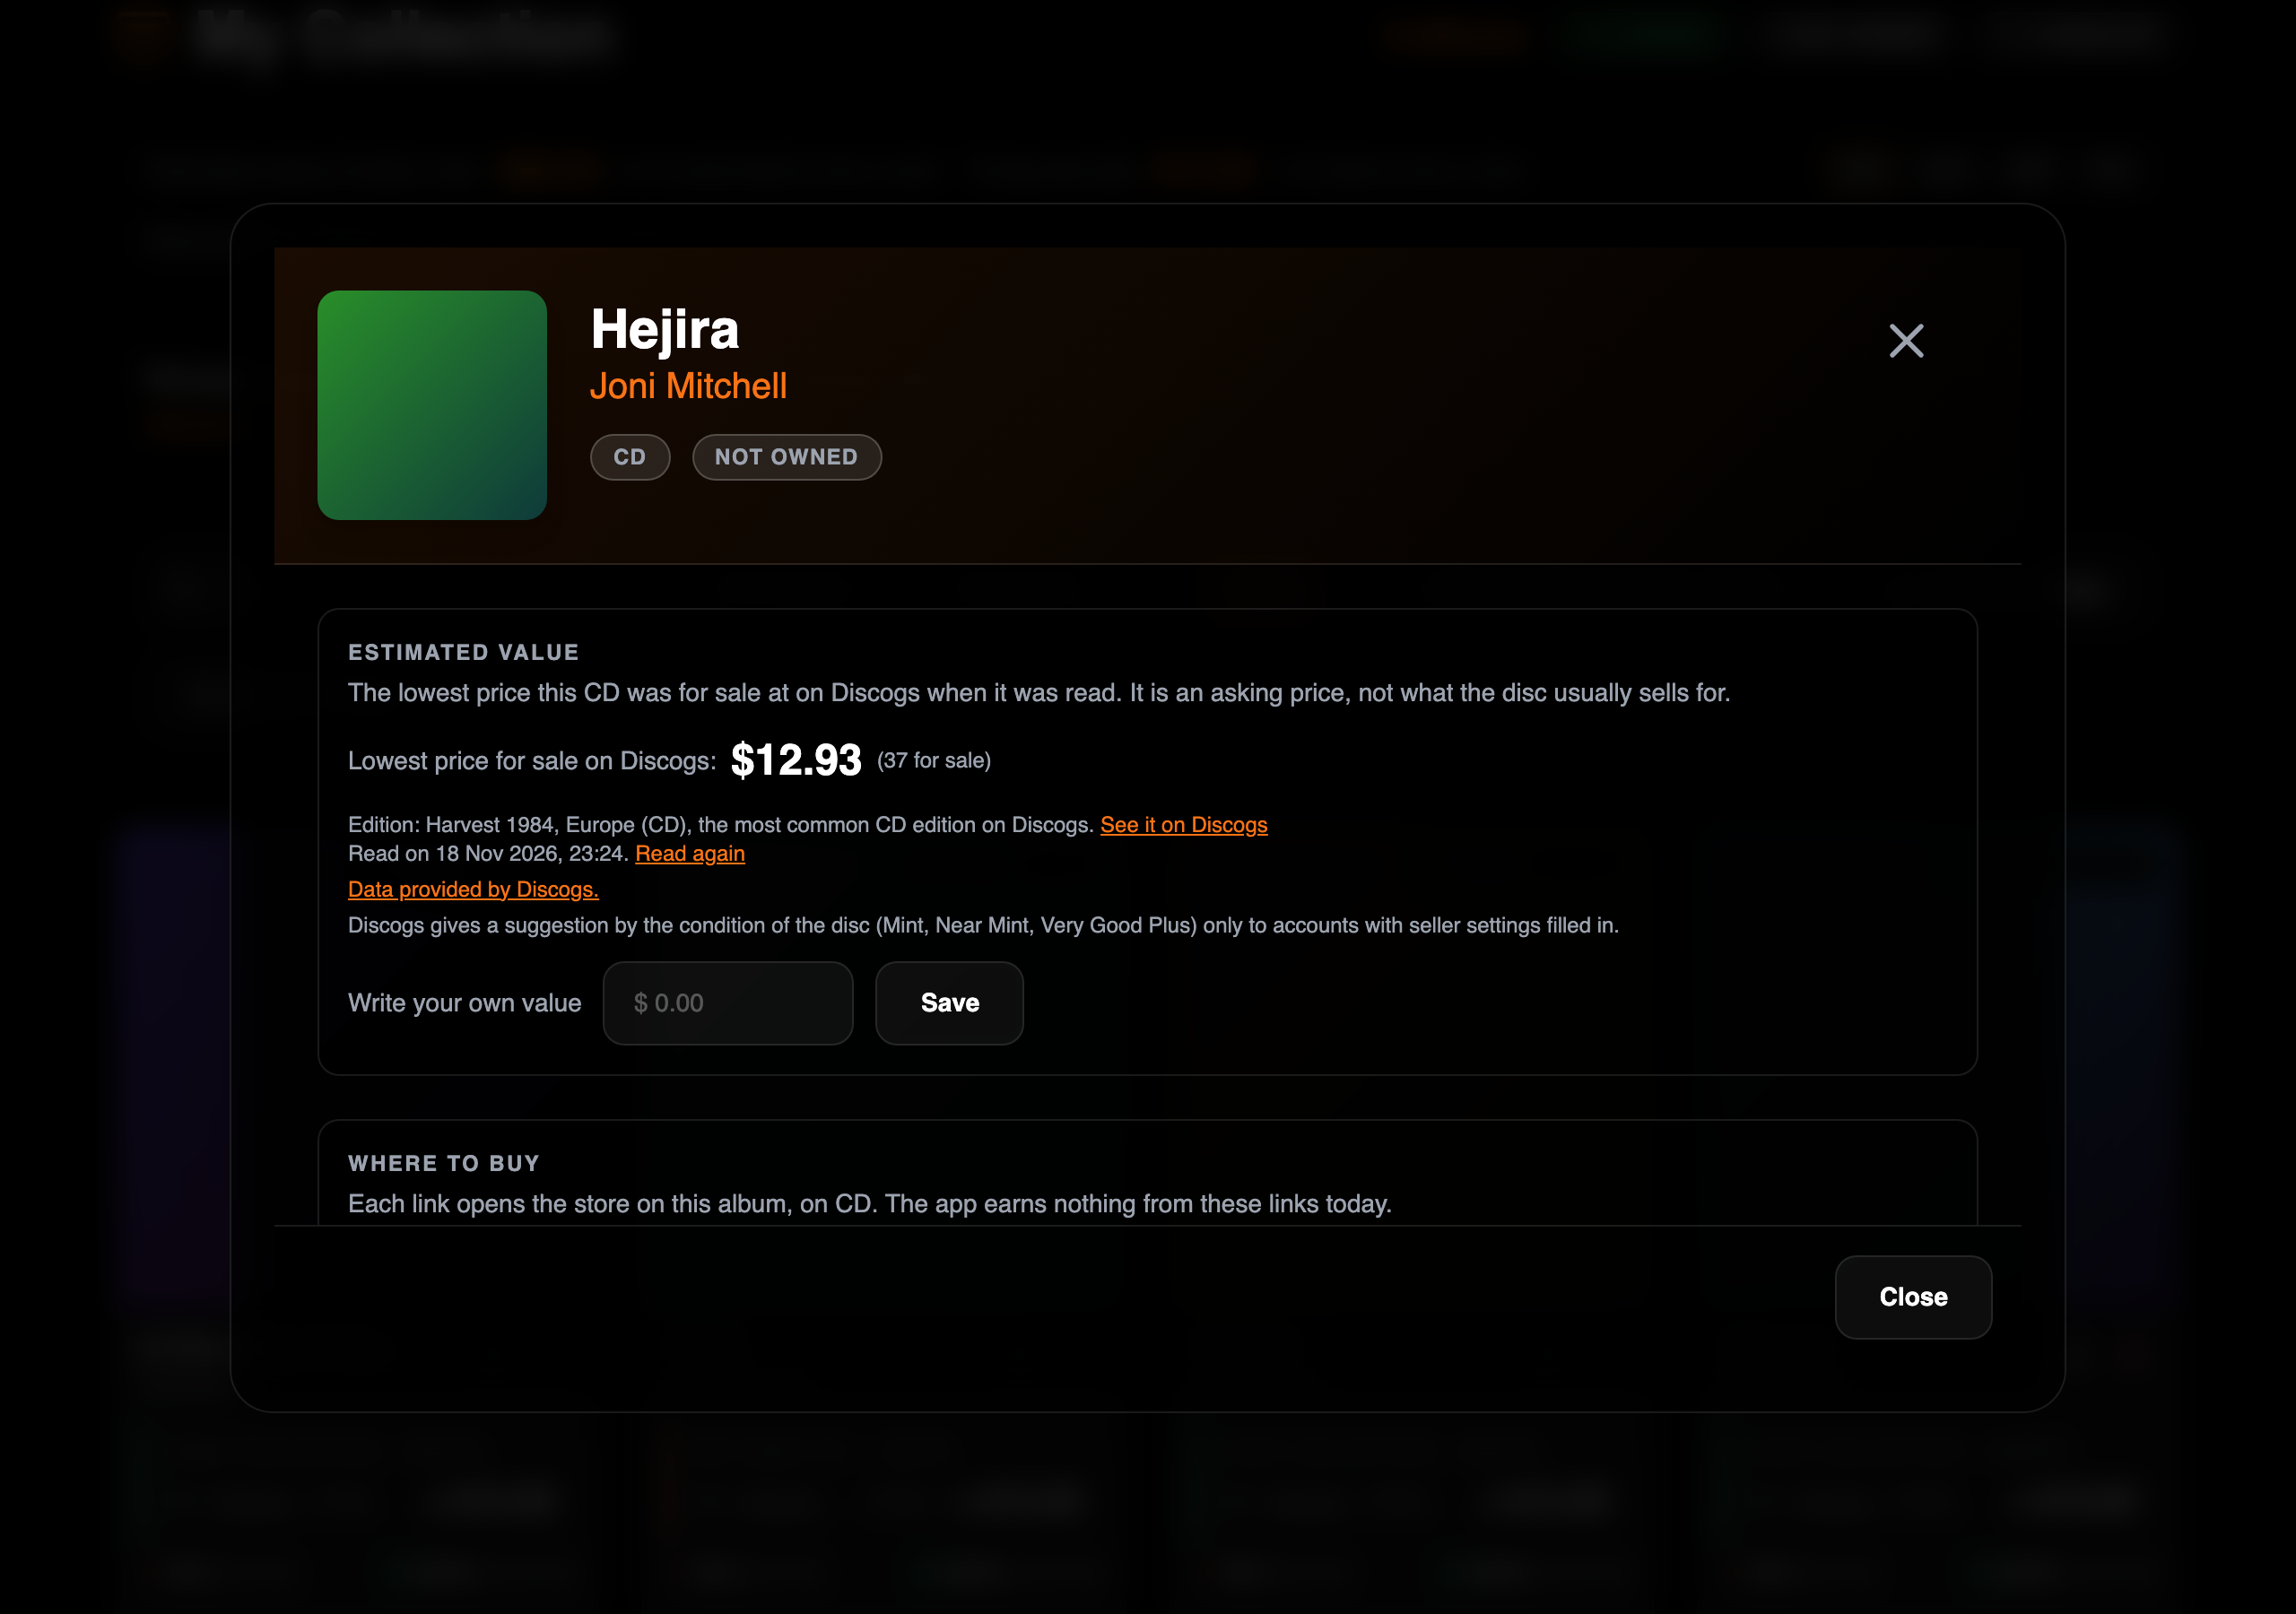 My Collection
Hejira
Joni Mitchell
CD
NOT OWNED
ESTIMATED VALUE
The lowest price this CD was for sale at on Discogs when it was read. It is an asking price, not what the disc usually sells for.
Lowest price for sale on Discogs: $12.93 (37 for sale)
Edition: Harvest 1984, Europe (CD), the most common CD edition on Discogs. See it on Discogs
Read on 18 Nov 2026, 23:24. Read again
Data provided by Discogs.
Discogs gives a suggestion by the condition of the disc (Mint, Near Mint, Very Good Plus) only to accounts with seller settings filled in.
Write your own value $ 0.00 Save
WHERE TO BUY
Each link opens the store on this album, on CD. The app earns nothing from these links today.
Close